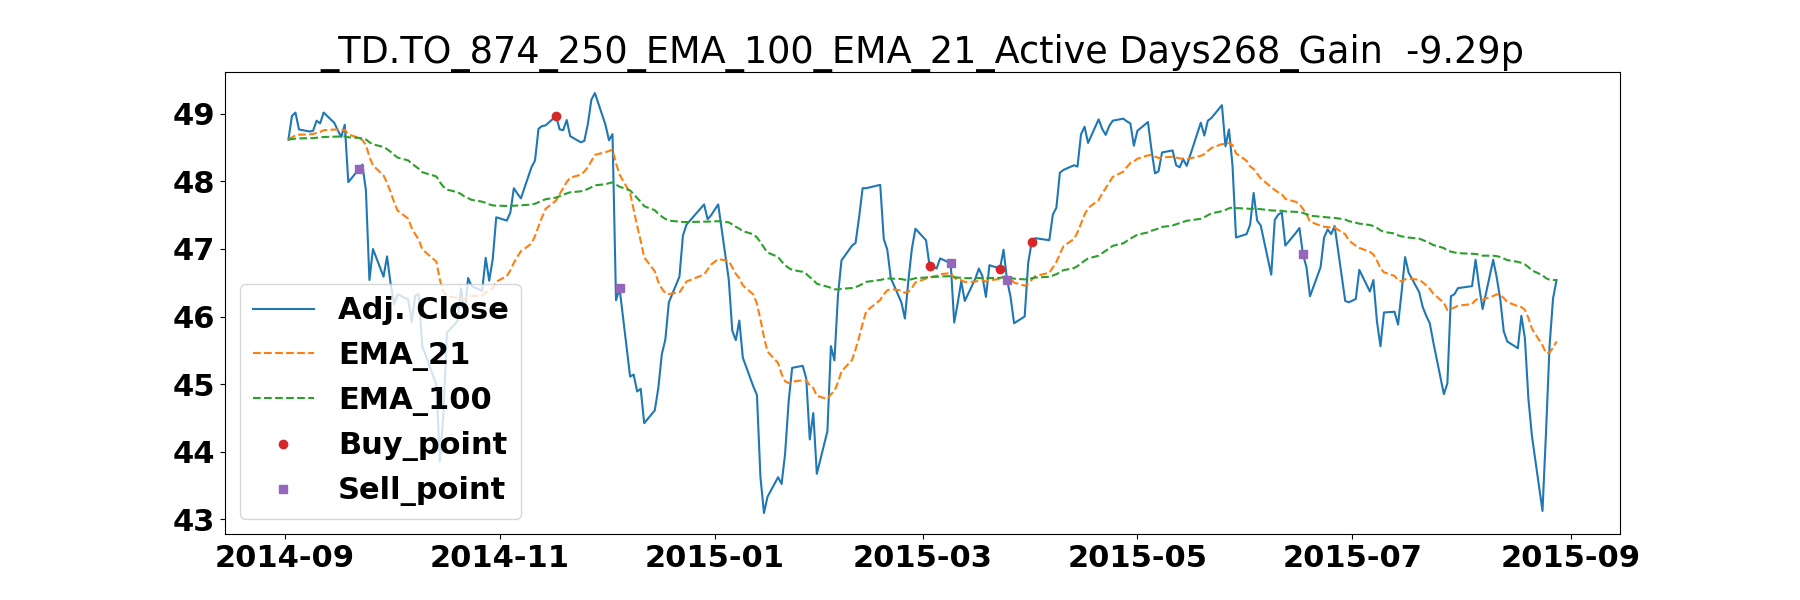 _TD.TO_874_250_EMA_100_EMA_21_Active Days268_Gain  -9.29p
49
48
47
46
45
44
43
Adj. Close
EMA_21
EMA_100
Buy_point
Sell_point
2014-09 2014-11 2015-01 2015-03 2015-05 2015-07 2015-09